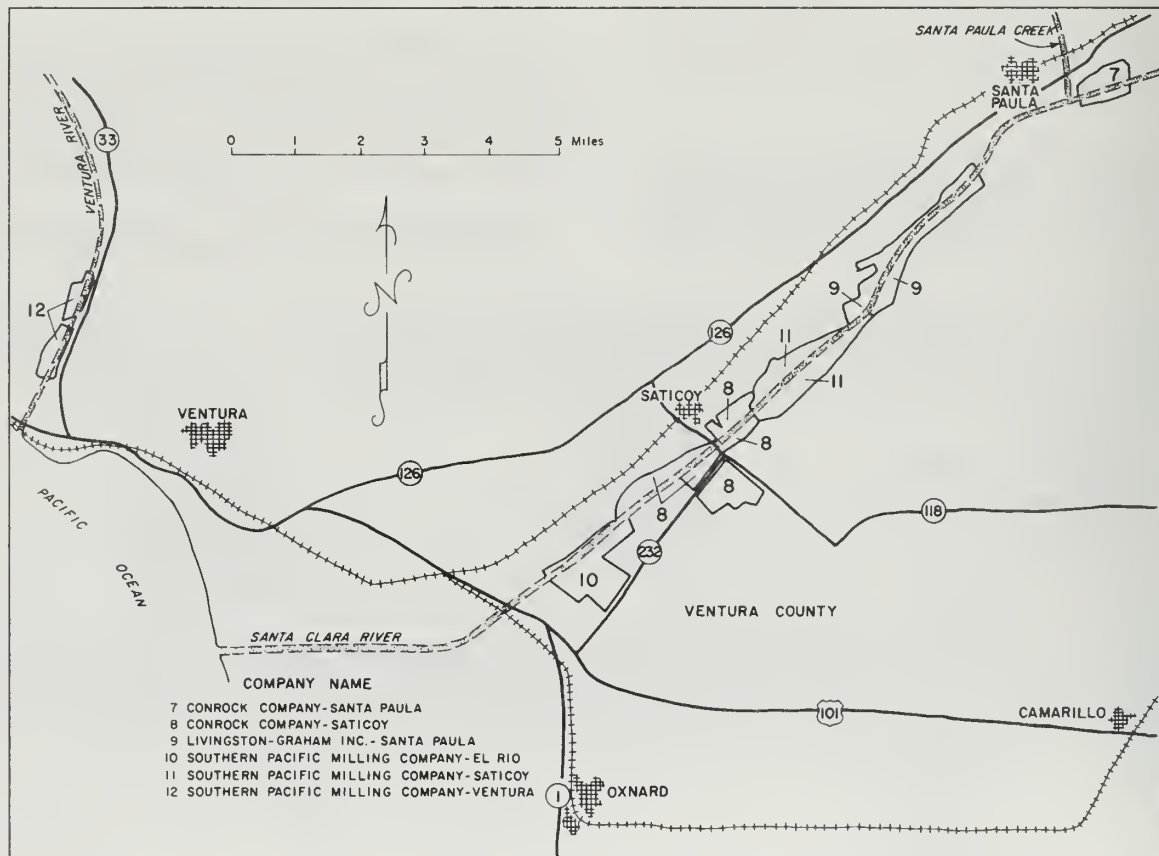 SANTA PAULA CREEK
SANTA
PAULA
7
33
VENTURA RIVER
VENTURA RIVER
0 1 2 3 4 5 Miles
N
12
9
9
126
11
11
SATICOY
8
8
VENTURA
126
8
8
118
PACIFIC
OCEAN
232
10
VENTURA COUNTY
SANTA CLARA RIVER
101
CAMARILLO
1
OXNARD
COMPANY NAME
7 CONROCK COMPANY-SANTA PAULA
8 CONROCK COMPANY-SATICOY
9 LIVINGSTON-GRAHAM INC.-SANTA PAULA
10 SOUTHERN PACIFIC MILLING COMPANY-EL RIO
11 SOUTHERN PACIFIC MILLING COMPANY-SATICOY
12 SOUTHERN PACIFIC MILLING COMPANY-VENTURA